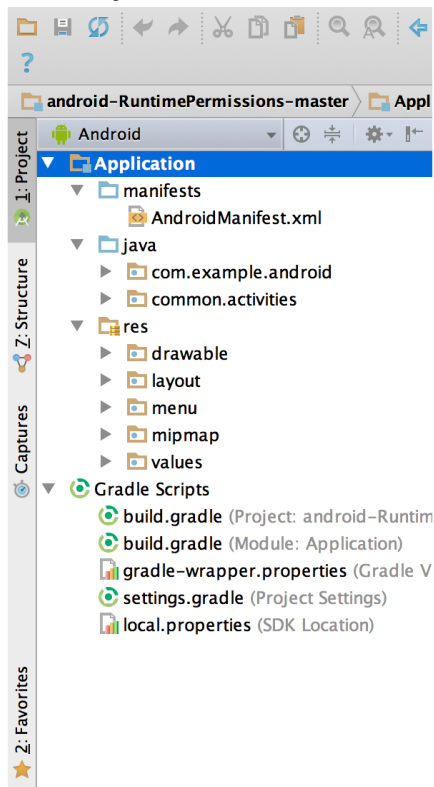 ?
android-RuntimePermissions-master
Appl
Android
1: Project
Application
manifests
AndroidManifest.xml
java
com.example.android
common.activities
Z: Structure
res
drawable
layout
menu
mipmap
values
Captures
Gradle Scripts
build.gradle (Project: android-Runtim
build.gradle (Module: Application)
gradle-wrapper.properties (Gradle V
settings.gradle (Project Settings)
local.properties (SDK Location)
2: Favorites